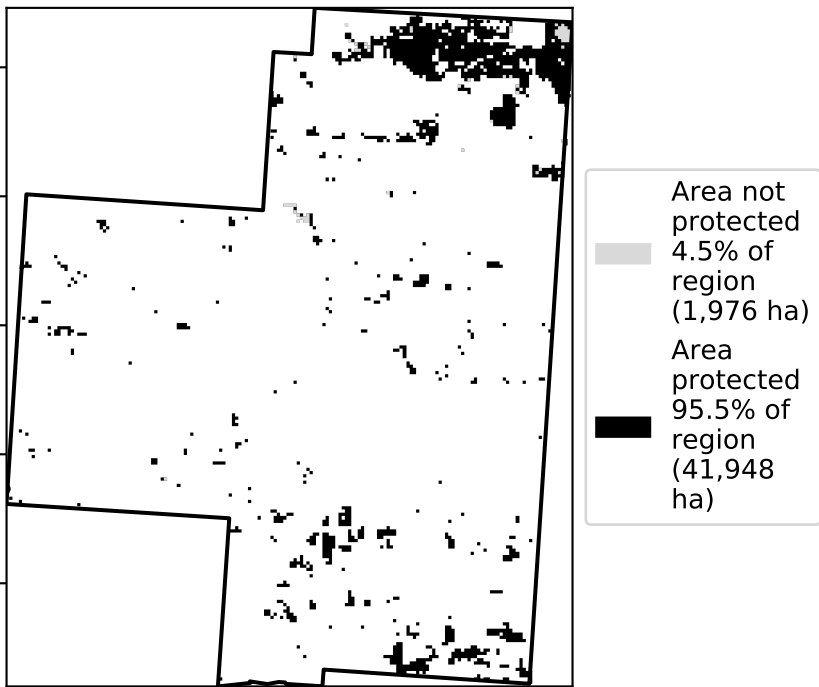 Area not
protected
4.5% of
region
(1,976 ha)
Area
protected
95.5% of
region
(41,948
ha)